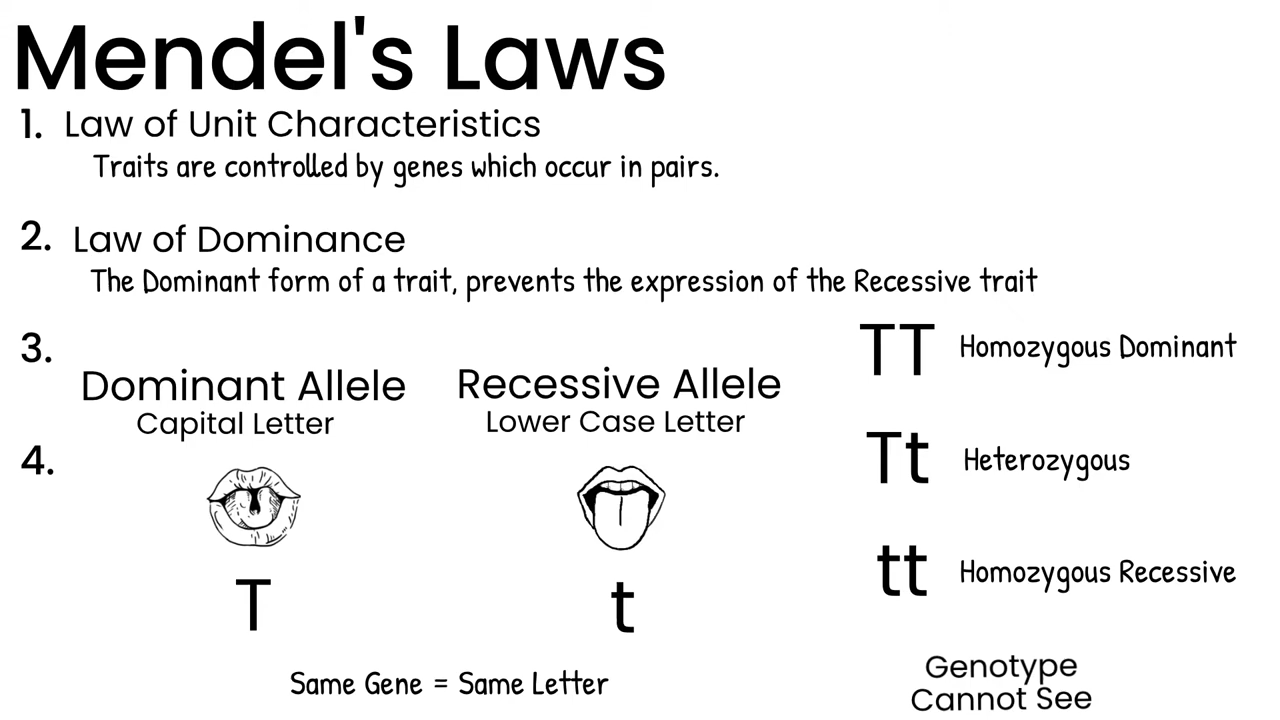 Mendel's Laws
1. Law of Unit Characteristics
Traits are controlled by genes which occur in pairs.
2. Law of Dominance
The Dominant form of a trait, prevents the expression of the Recessive trait
3.
Dominant Allele
Capital Letter
Recessive Allele
Lower Case Letter
4.
T
t
Same Gene = Same Letter
TT Homozygous Dominant
Tt Heterozygous
tt Homozygous Recessive
Genotype
Cannot See